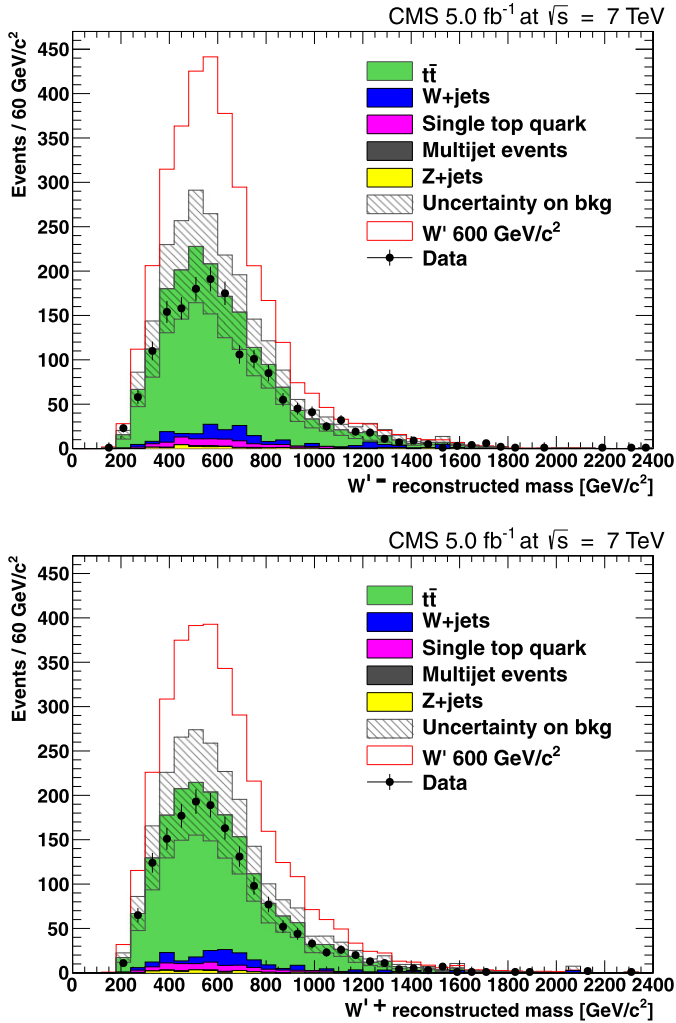 CMS 5.0 fb⁻¹ at √s = 7 TeV
Events / 60 GeV/c²
450
400
350
300
250
200
150
100
50
0
tt̄
W+jets
Single top quark
Multijet events
Z+jets
Uncertainty on bkg
W' 600 GeV/c²
Data
0 200 400 600 800 1000 1200 1400 1600 1800 2000 2200 2400
W' - reconstructed mass [GeV/c²]
CMS 5.0 fb⁻¹ at √s = 7 TeV
Events / 60 GeV/c²
450
400
350
300
250
200
150
100
50
0
tt̄
W+jets
Single top quark
Multijet events
Z+jets
Uncertainty on bkg
W' 600 GeV/c²
Data
0 200 400 600 800 1000 1200 1400 1600 1800 2000 2200 2400
W' + reconstructed mass [GeV/c²]